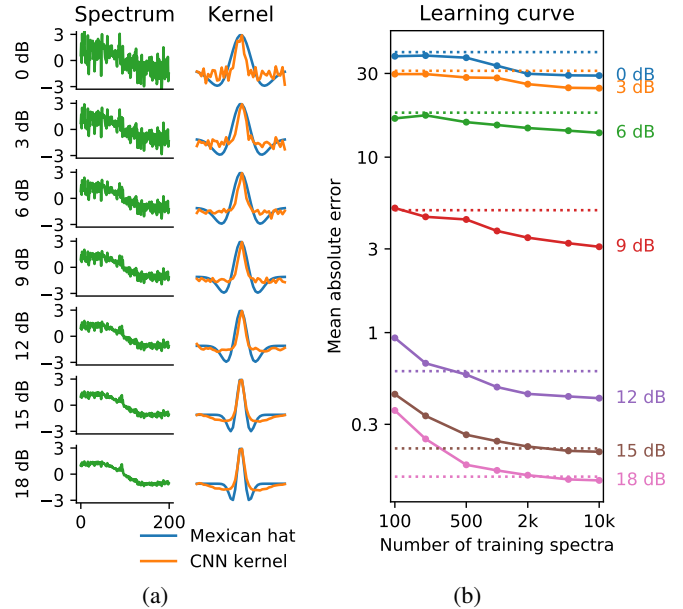 Spectrum Kernel
0 dB
3
−3
3 dB
3
0
−3
6 dB
3
0
−3
9 dB
3
0
−3
12 dB
3
0
−3
15 dB
3
0
−3
18 dB
3
0
−3
0 200
Mexican hat
CNN kernel
(a)
Learning curve
Mean absolute error
30
10
3
1
0.3
0 dB
3 dB
6 dB
9 dB
12 dB
15 dB
18 dB
100 500 2k 10k
Number of training spectra
(b)